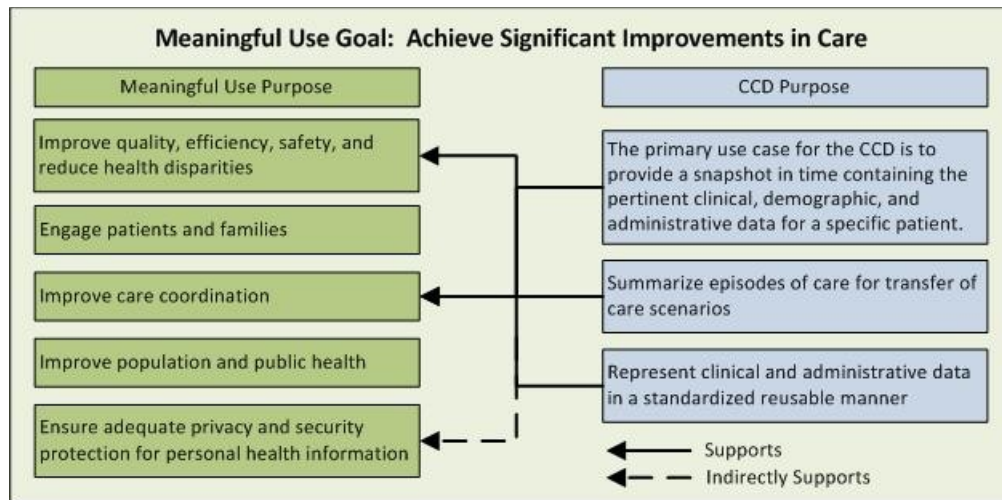 Meaningful Use Goal: Achieve Significant Improvements in Care
Meaningful Use Purpose
Improve quality, efficiency, safety, and
reduce health disparities
Engage patients and families
Improve care coordination
Improve population and public health
Ensure adequate privacy and security
protection for personal health information
CCD Purpose
The primary use case for the CCD is to
provide a snapshot in time containing the
pertinent clinical, demographic, and
administrative data for a specific patient.
Summarize episodes of care for transfer of
care scenarios
Represent clinical and administrative data
in a standardized reusable manner
Supports
Indirectly Supports